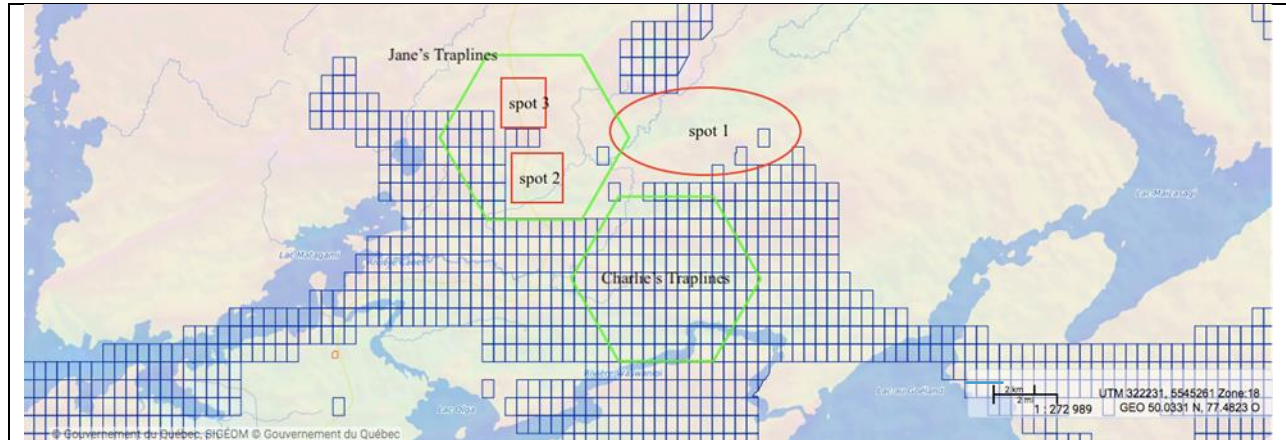 Jane's Traplines
spot 3
spot 1
spot 2
Lac Maicasagi
Lac Matagami
Charlie's Traplines
Lac Olga
Lac au Goéland
2 km
2 mi
1 : 272 989
UTM 322231, 5545261 Zone:18
GEO 50.0331 N, 77.4823 O
© Gouvernement du Québec, SIGÉOM © Gouvernement du Québec